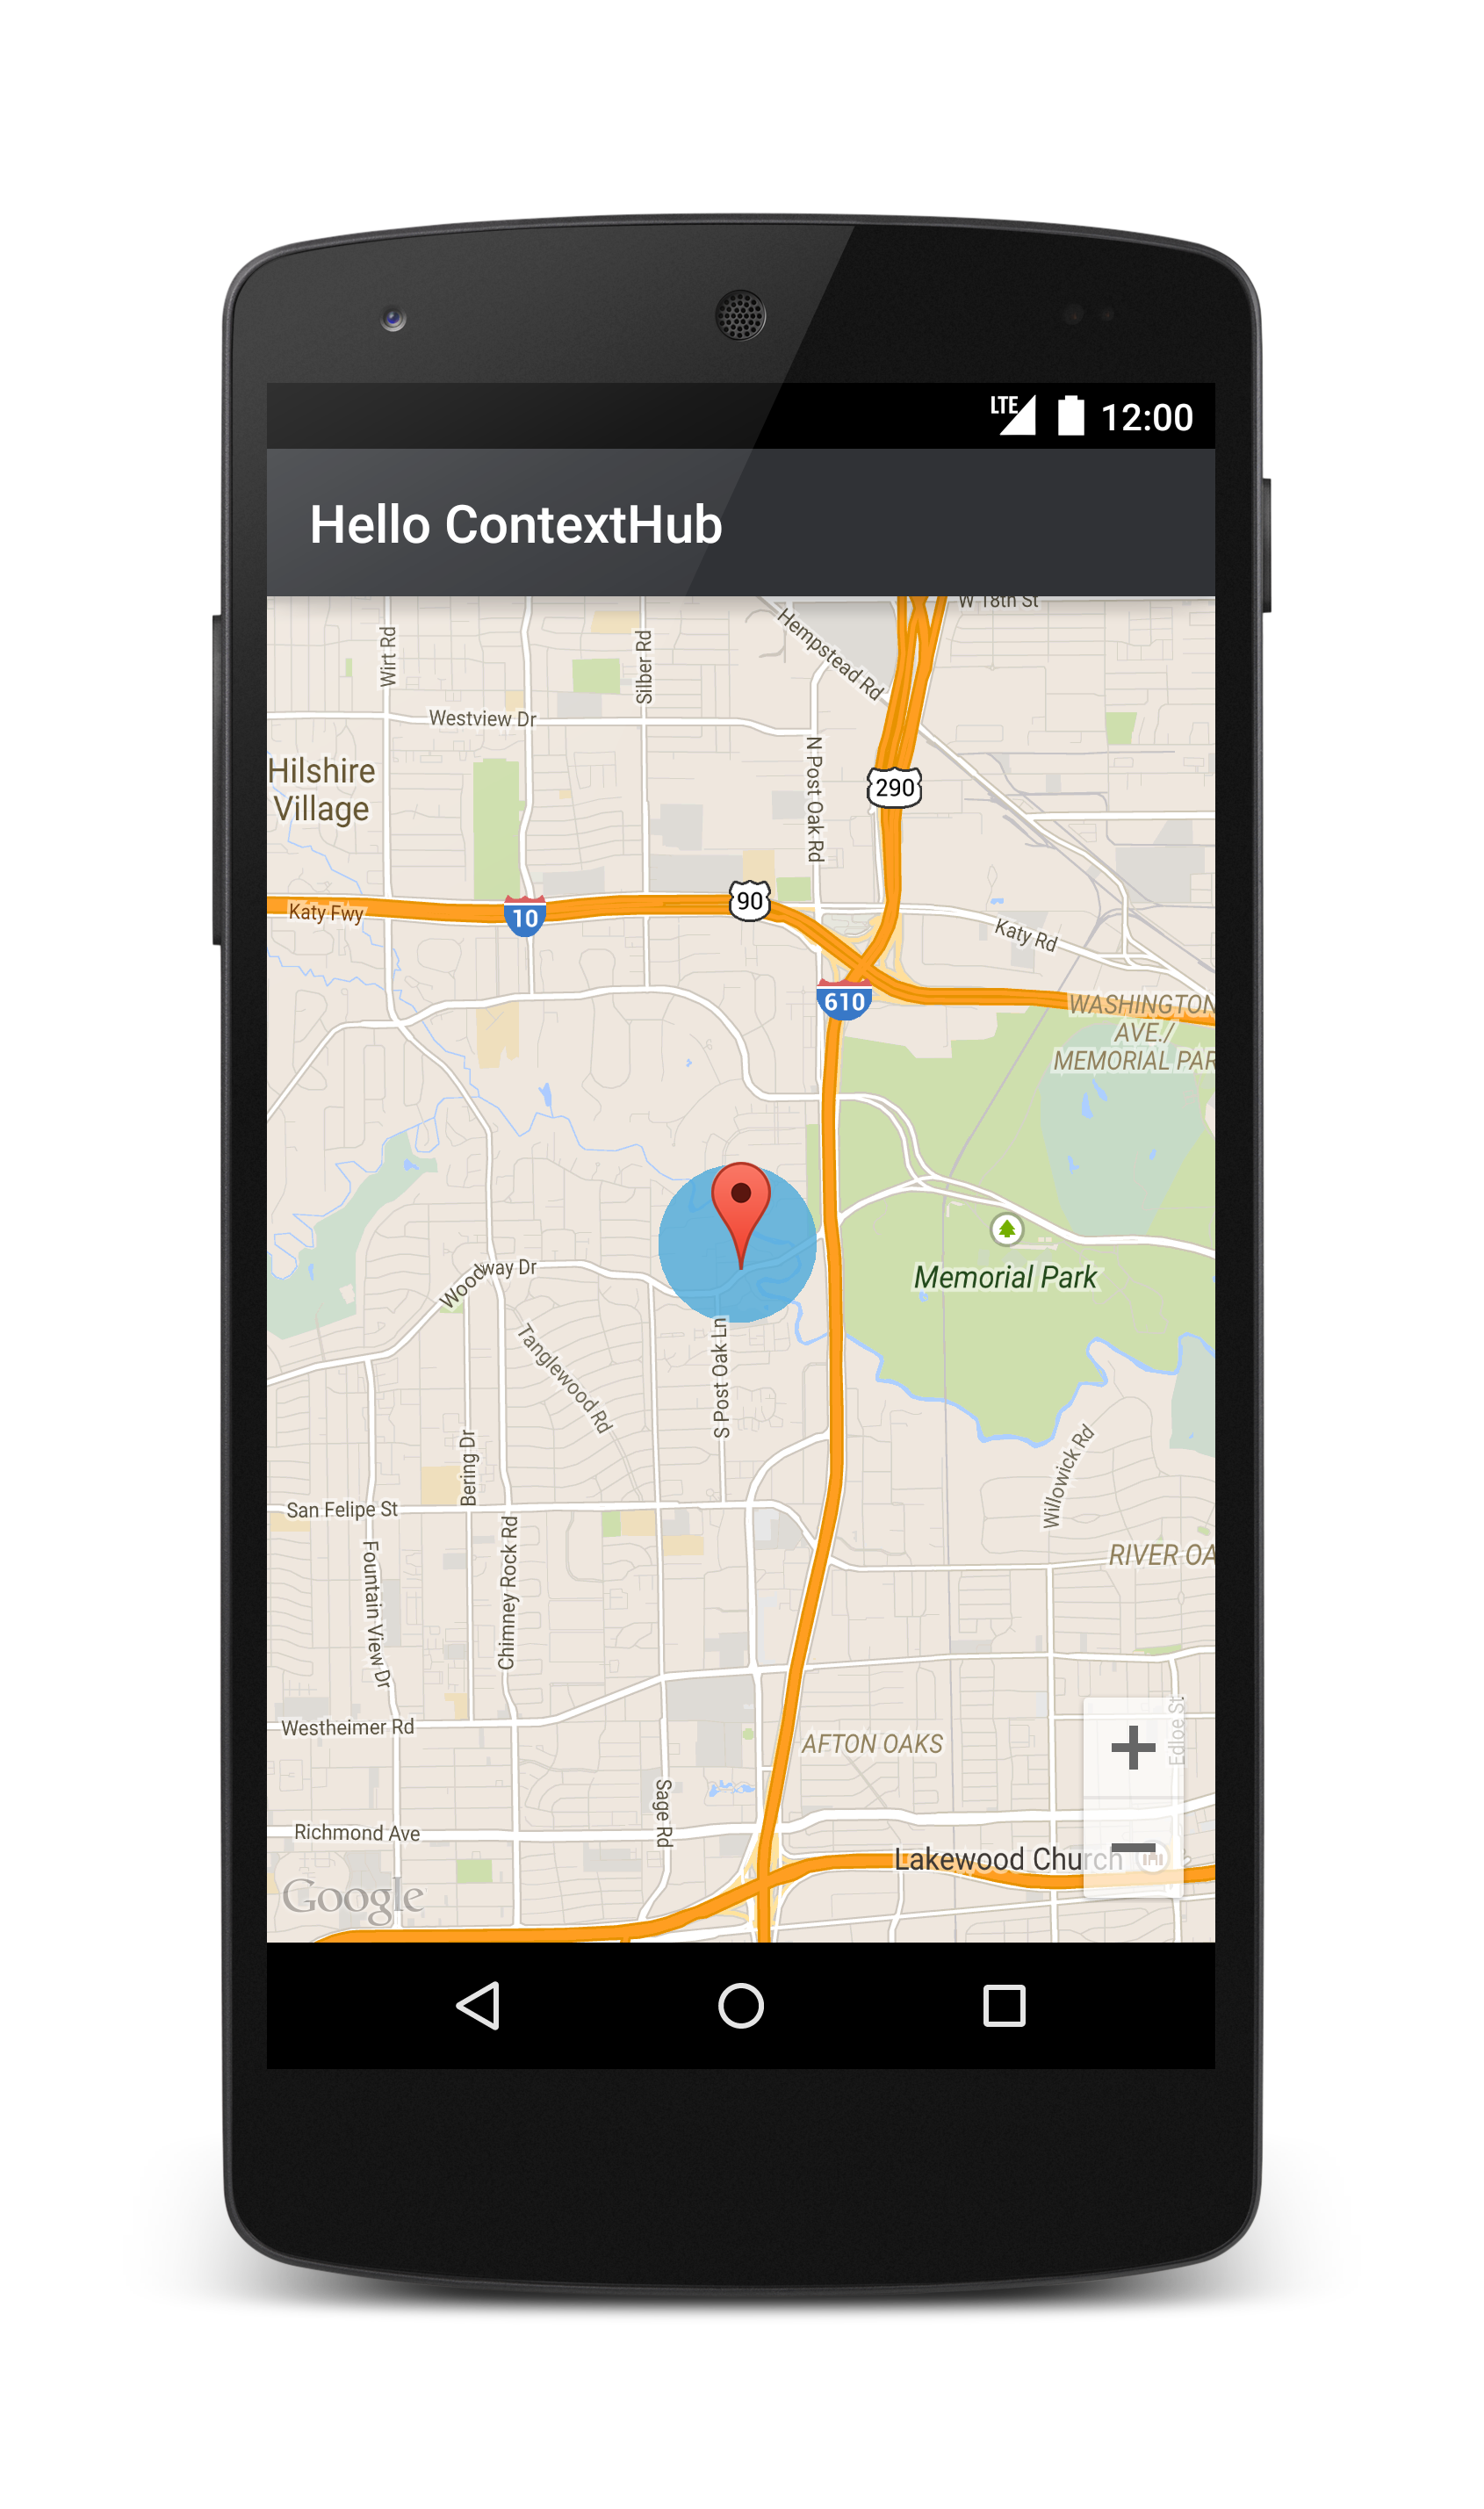 LTE 12:00
Hello ContextHub
W 18th St
Hempstead Rd
Wirt Rd
Silber Rd
Westview Dr
N Post Oak Rd
Hilshire
Village
290
90
Katy Fwy
10
Katy Rd
610
WASHINGTON
AVE./
MEMORIAL PAR
Memorial Park
Wood
way Dr
Tanglewood Rd
S Post Oak Ln
Bering Dr
Willowick Rd
San Felipe St
Chimney Rock Rd
Fountain View Dr
RIVER OA
Westheimer Rd
Edloe St
AFTON OAKS
Sage Rd
Richmond Ave
Lakewood Church
Google